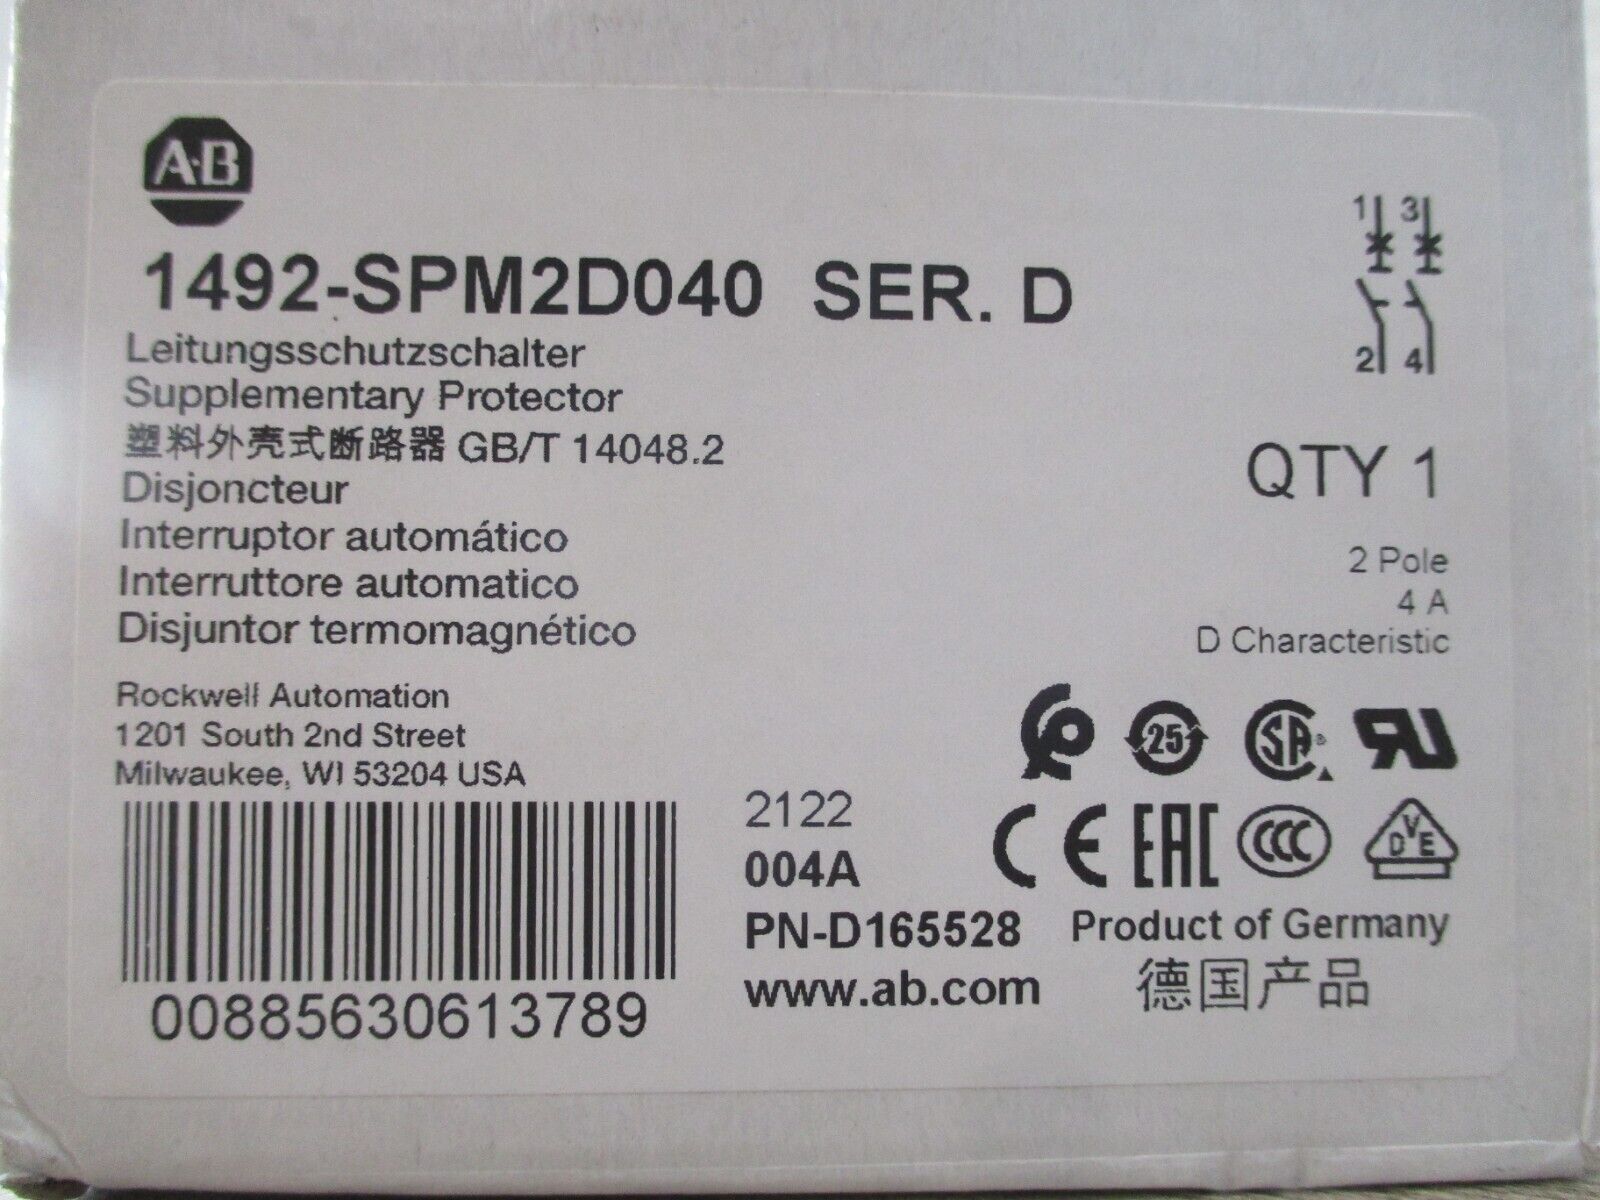 A·B
1492-SPM2D040 SER. D
Leitungsschutzschalter
Supplementary Protector
塑料外壳式断路器 GB/T 14048.2
Disjoncteur
Interruptor automático
Interruttore automatico
Disjuntor termomagnético
Rockwell Automation
1201 South 2nd Street
Milwaukee, WI 53204 USA
00885630613789
1 3
2 4
QTY 1
2 Pole
4 A
D Characteristic
25 SA® RU
CE EAC CCC VDE
2122
004A
PN-D165528
www.ab.com
Product of Germany
德国产品